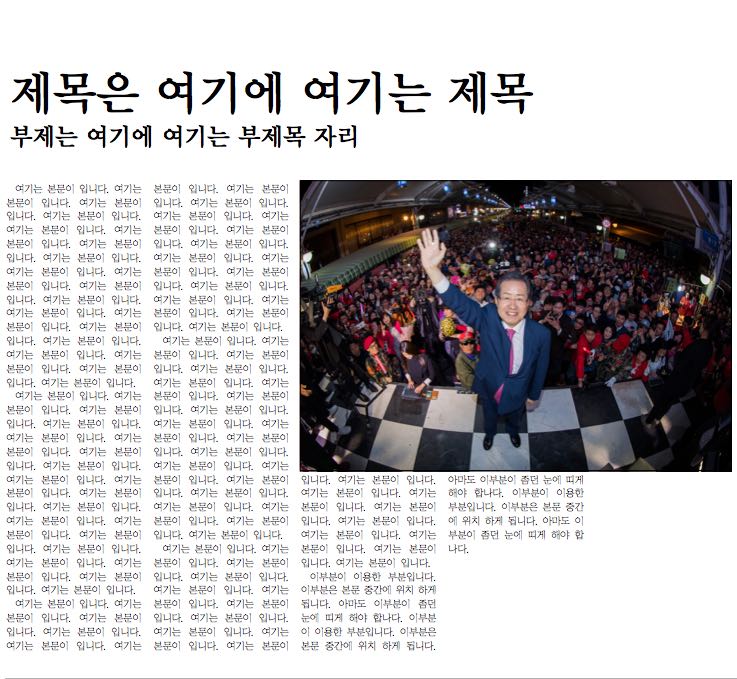 제목은 여기에 여기는 제목
부제는 여기에 여기는 부제목 자리
여기는 본문이 입니다. 여기는
본문이 입니다. 여기는 본문이
입니다. 여기는 본문이 입니다.
여기는 본문이 입니다. 여기는
본문이 입니다. 여기는 본문이
입니다. 여기는 본문이 입니다.
여기는 본문이 입니다. 여기는
본문이 입니다. 여기는 본문이
입니다. 여기는 본문이 입니다.
여기는 본문이 입니다. 여기는
본문이 입니다. 여기는 본문이
입니다. 여기는 본문이 입니다.
여기는 본문이 입니다. 여기는
본문이 입니다. 여기는 본문이
입니다. 여기는 본문이 입니다.
여기는 본문이 입니다. 여기는
본문이 입니다. 여기는 본문이
입니다. 여기는 본문이 입니다.
여기는 본문이 입니다. 여기는
본문이 입니다. 여기는 본문이
입니다. 여기는 본문이 입니다.
여기는 본문이 입니다. 여기는
본문이 입니다. 여기는 본문이
입니다. 여기는 본문이 입니다.
여기는 본문이 입니다. 여기는
본문이 입니다. 여기는 본문이
입니다. 여기는 본문이 입니다.
여기는 본문이 입니다. 여기는
본문이 입니다. 여기는 본문이
입니다. 여기는 본문이 입니다.
여기는 본문이 입니다. 여기는
본문이 입니다. 여기는 본문이
입니다. 여기는 본문이 입니다.
여기는 본문이 입니다. 여기는
본문이 입니다. 여기는 본문이
입니다. 여기는 본문이 입니다.
여기는 본문이 입니다. 여기는
본문이 입니다. 여기는 본문이
입니다. 여기는 본문이 입니다.
여기는 본문이 입니다. 여기는
본문이 입니다. 여기는 본문이
입니다. 여기는 본문이 입니다.
여기는 본문이 입니다. 여기는
본문이 입니다. 여기는 본문이
입니다. 여기는 본문이 입니다.
여기는 본문이 입니다. 여기는
본문이 입니다. 여기는 본문이
입니다. 여기는 본문이 입니다.
여기는 본문이 입니다. 여기는
본문이 입니다. 여기는 본문이
입니다. 여기는 본문이 입니다.
여기는 본문이 입니다. 여기는
본문이 입니다. 여기는 본문이
입니다. 여기는 본문이 입니다.
여기는 본문이 입니다. 여기는
본문이 입니다. 여기는 본문이
입니다. 여기는 본문이 입니다.
여기는 본문이 입니다. 여기는
본문이 입니다. 여기는 본문이
입니다. 여기는 본문이 입니다.
여기는 본문이 입니다. 여기는
본문이 입니다. 여기는 본문이
입니다. 여기는 본문이 입니다.
여기는 본문이 입니다. 여기는
본문이 입니다. 여기는 본문이
입니다. 여기는 본문이 입니다.
여기는 본문이 입니다. 여기는
본문이 입니다. 여기는 본문이
입니다. 여기는 본문이 입니다.
여기는 본문이 입니다. 여기는
본문이 입니다. 여기는 본문이
입니다. 여기는 본문이 입니다.
여기는 본문이 입니다. 여기는
본문이 입니다. 여기는 본문이
입니다. 여기는 본문이 입니다.
이부분이 이용한 부분입니다.
이부분은 본문 중간에 위치 하게
됩니다. 아마도 이부분이 좀던
눈에 띠게 해야 합나다. 이부분
이 이용한 부분입니다. 이부분은
본문 중간에 위치 하게 됩니다.
아마도 이부분이 좀던 눈에 띠게
해야 합나다. 이부분이 이용한
부분입니다. 이부분은 본문 중간
에 위치 하게 됩니다. 아마도 이
부분이 좀던 눈에 띠게 해야 합
나다.